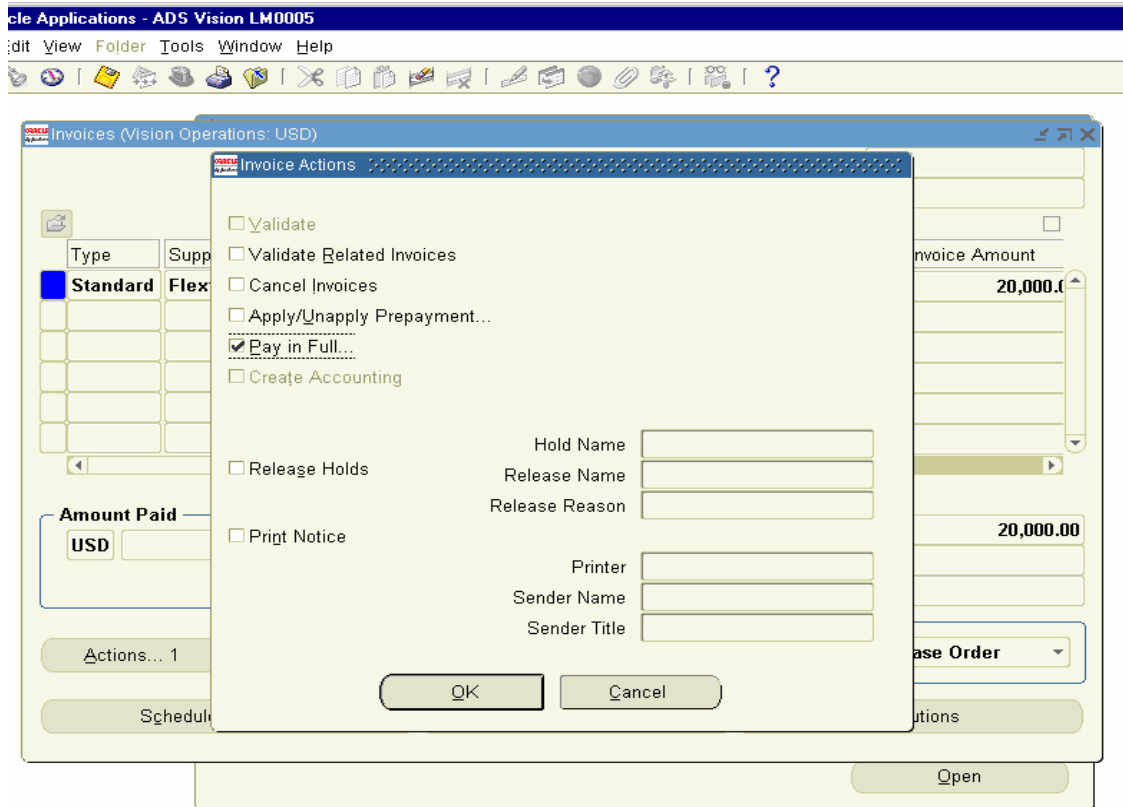 cle Applications - ADS Vision LM0005
Edit View Folder Tools Window Help
Invoices (Vision Operations: USD)
Invoice Actions
Validate
Type Supp Validate Related Invoices nvoice Amount
Standard Flex Cancel Invoices 20,000.0
Apply/Unapply Prepayment...
Pay in Full...
Create Accounting
Hold Name
Release Holds
Release Name
Release Reason
Amount Paid
USD
Print Notice
20,000.00
Printer
Sender Name
Sender Title
Actions... 1
ase Order
OK Cancel
Schedule
utions
Open